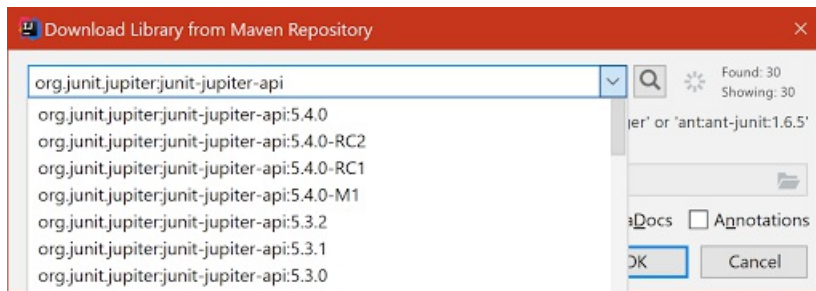 Download Library from Maven Repository
org.junit.jupiter:junit-jupiter-api
Found: 30
Showing: 30
org.junit.jupiter:junit-jupiter-api:5.4.0
org.junit.jupiter:junit-jupiter-api:5.4.0-RC2
ger' or 'ant:ant-junit:1.6.5'
org.junit.jupiter:junit-jupiter-api:5.4.0-RC1
org.junit.jupiter:junit-jupiter-api:5.4.0-M1
org.junit.jupiter:junit-jupiter-api:5.3.2
aDocs Annotations
org.junit.jupiter:junit-jupiter-api:5.3.1
OK Cancel
org.junit.jupiter:junit-jupiter-api:5.3.0